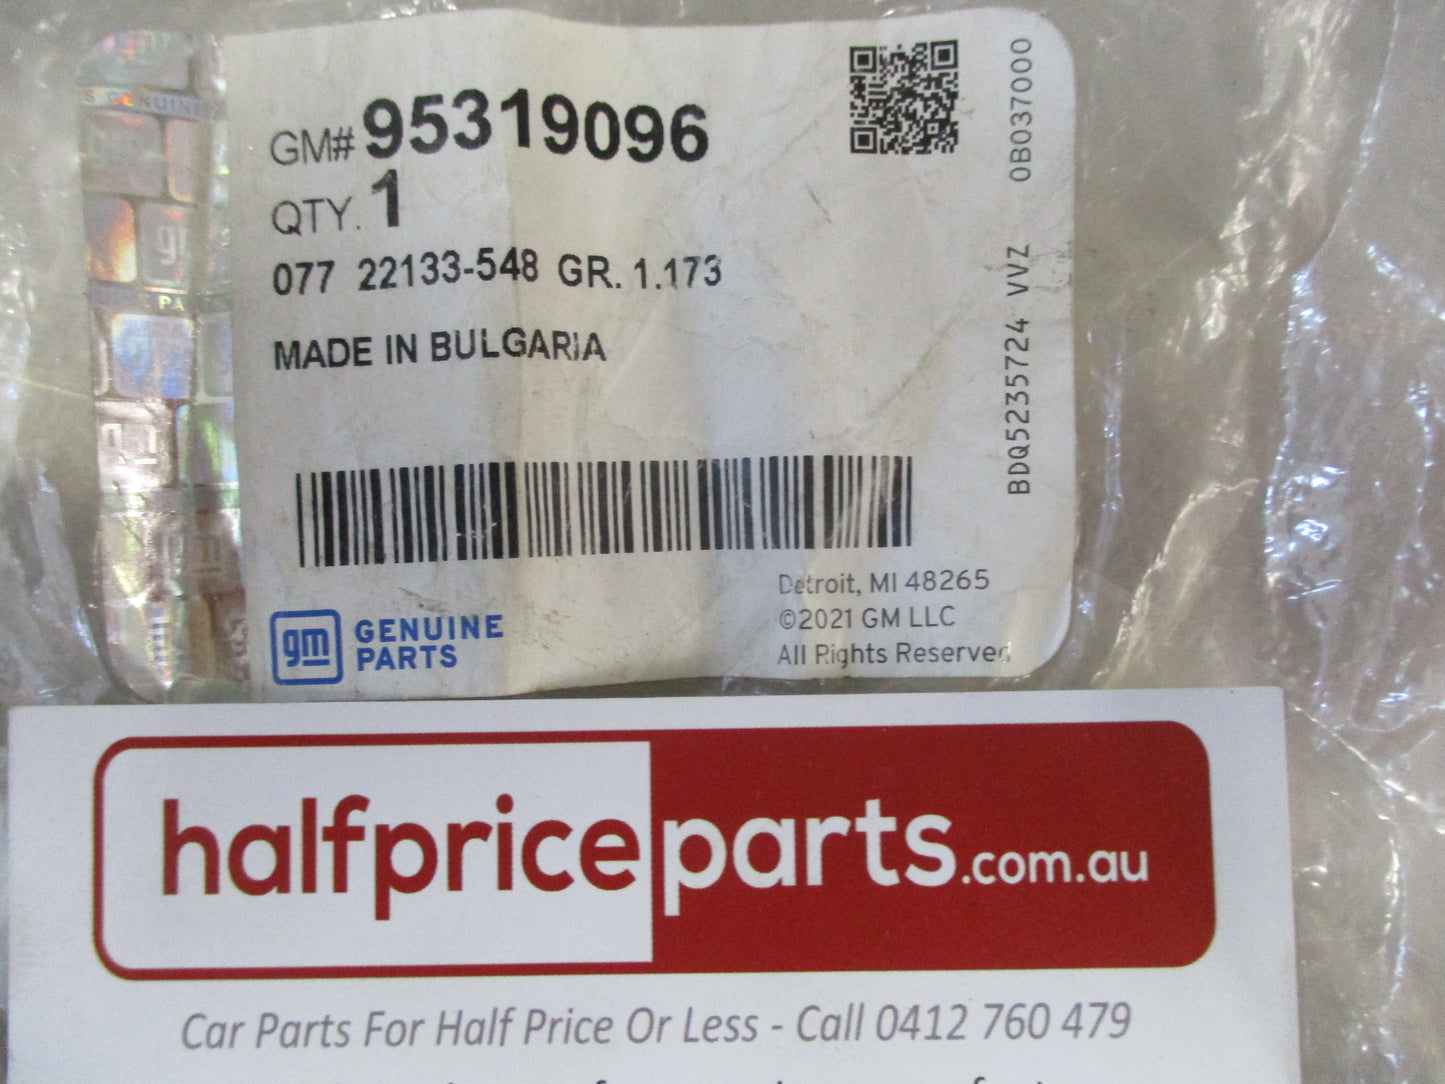 GM# 95319096
QTY. 1
077 22133-548 GR. 1.173
MADE IN BULGARIA
BDQ5235724 VVZ 0B037000
gm GENUINE
PARTS
Detroit, MI 48265
©2021 GM LLC
All Rights Reserved
halfpriceparts.com.au
Car Parts For Half Price Or Less - Call 0412 760 479